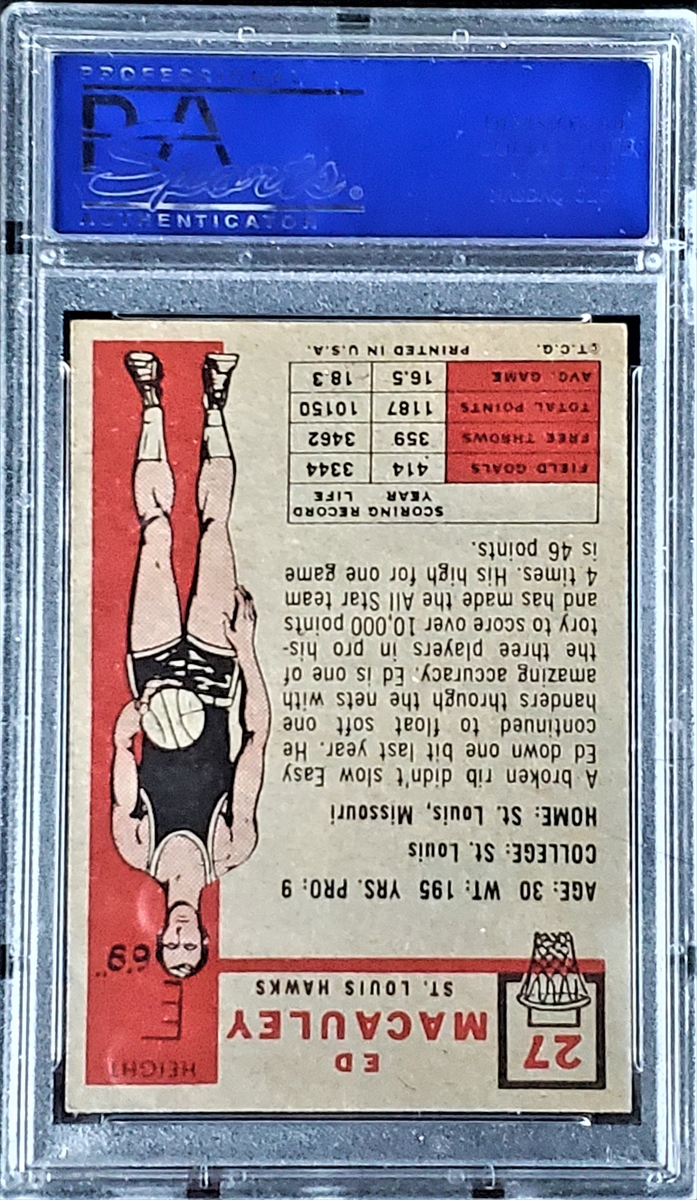 PROFESSIONAL
PSA
Sports®
AUTHENTICATOR
27
ED
MACAULEY
ST. LOUIS HAWKS
HEIGHT
6'9"
AGE: 30 WT: 195 YRS. PRO: 9
COLLEGE: St. Louis
HOME: St. Louis, Missouri
A broken rib didn't slow Easy
Ed down one bit last year. He
continued to float soft one
handers through the nets with
amazing accuracy. Ed is one of
the three players in pro his-
tory to score over 10,000 points
and has made the All Star team
4 times. His high for one game
is 46 points.
SCORING RECORD
YEAR LIFE
FIELD GOALS 414 3344
FREE THROWS 359 3462
TOTAL POINTS 1187 10150
AVG. GAME 16.5 18.3
©T.C.G. PRINTED IN U.S.A.